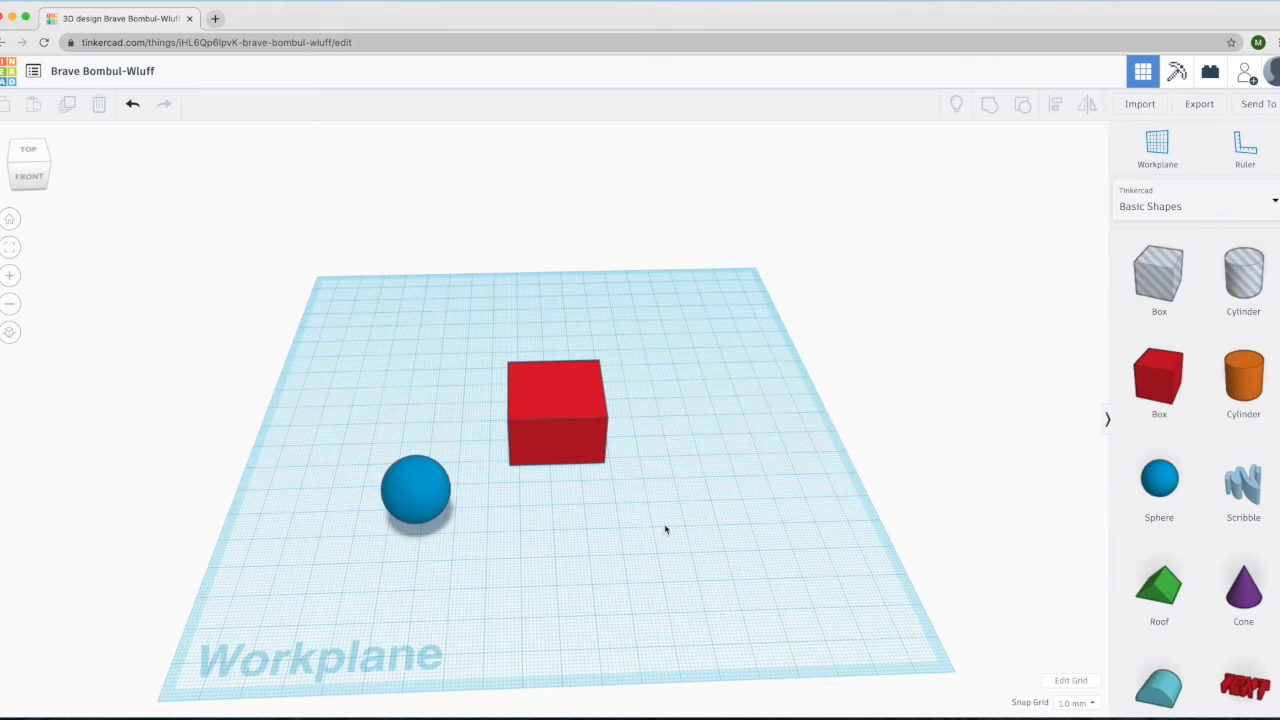 3D design Brave Bombul-Wluff
tinkercad.com/things/iHL6Qp6lpvK-brave-bombul-wluff/edit
M
Brave Bombul-Wluff
Import
Export
Send To
TOP
FRONT
Workplane
Ruler
Tinkercad
Basic Shapes
Box
Cylinder
Box
Cylinder
Sphere
Scribble
Roof
Cone
TEXT
Workplane
Edit Grid
Snap Grid
1.0 mm